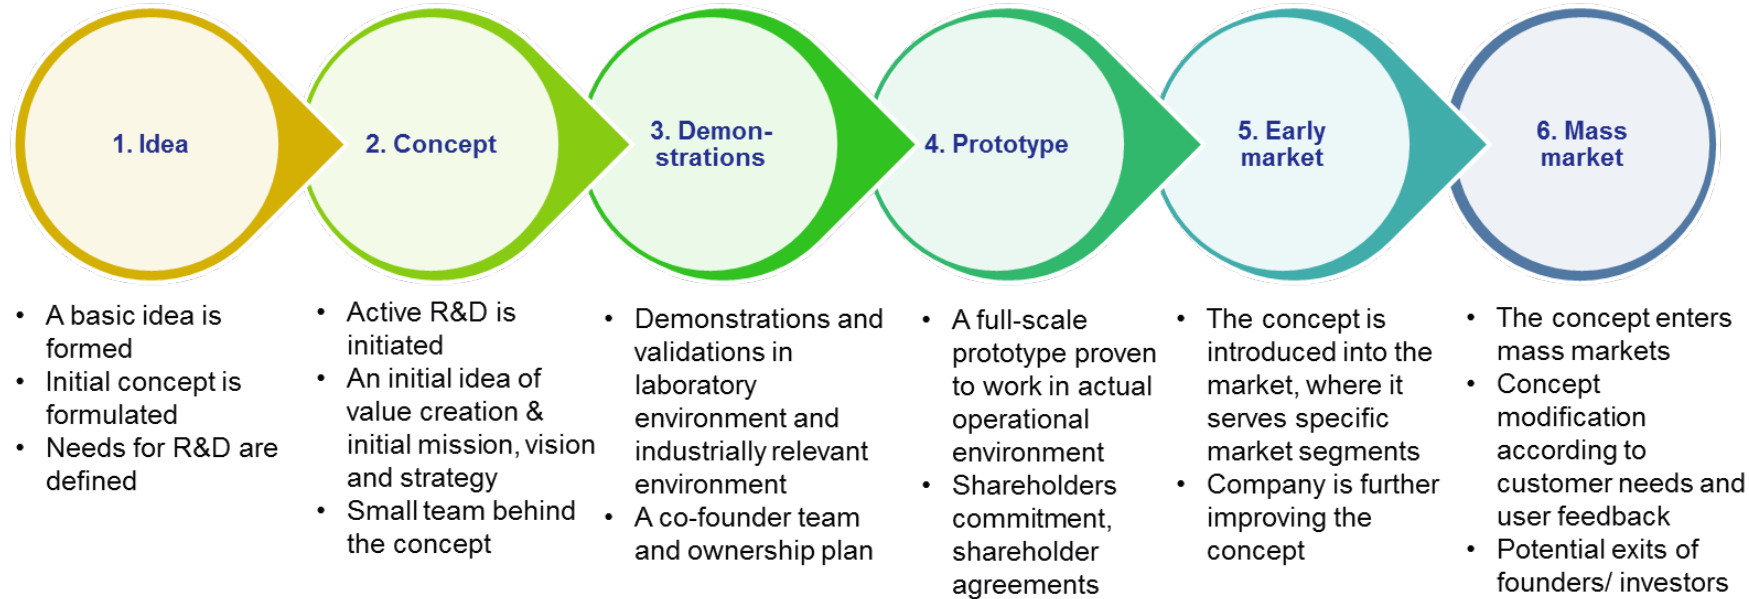 1. Idea
2. Concept
3. Demon-
strations
4. Prototype
5. Early
market
6. Mass
market
• A basic idea is
formed
• Initial concept is
formulated
• Needs for R&D are
defined
• Active R&D is
initiated
• An initial idea of
value creation &
initial mission, vision
and strategy
• Small team behind
the concept
• Demonstrations and
validations in
laboratory
environment and
industrially relevant
environment
• A co-founder team
and ownership plan
• A full-scale
prototype proven
to work in actual
operational
environment
• Shareholders
commitment,
shareholder
agreements
• The concept is
introduced into the
market, where it
serves specific
market segments
• Company is further
improving the
concept
• The concept enters
mass markets
• Concept
modification
according to
customer needs and
user feedback
• Potential exits of
founders/ investors